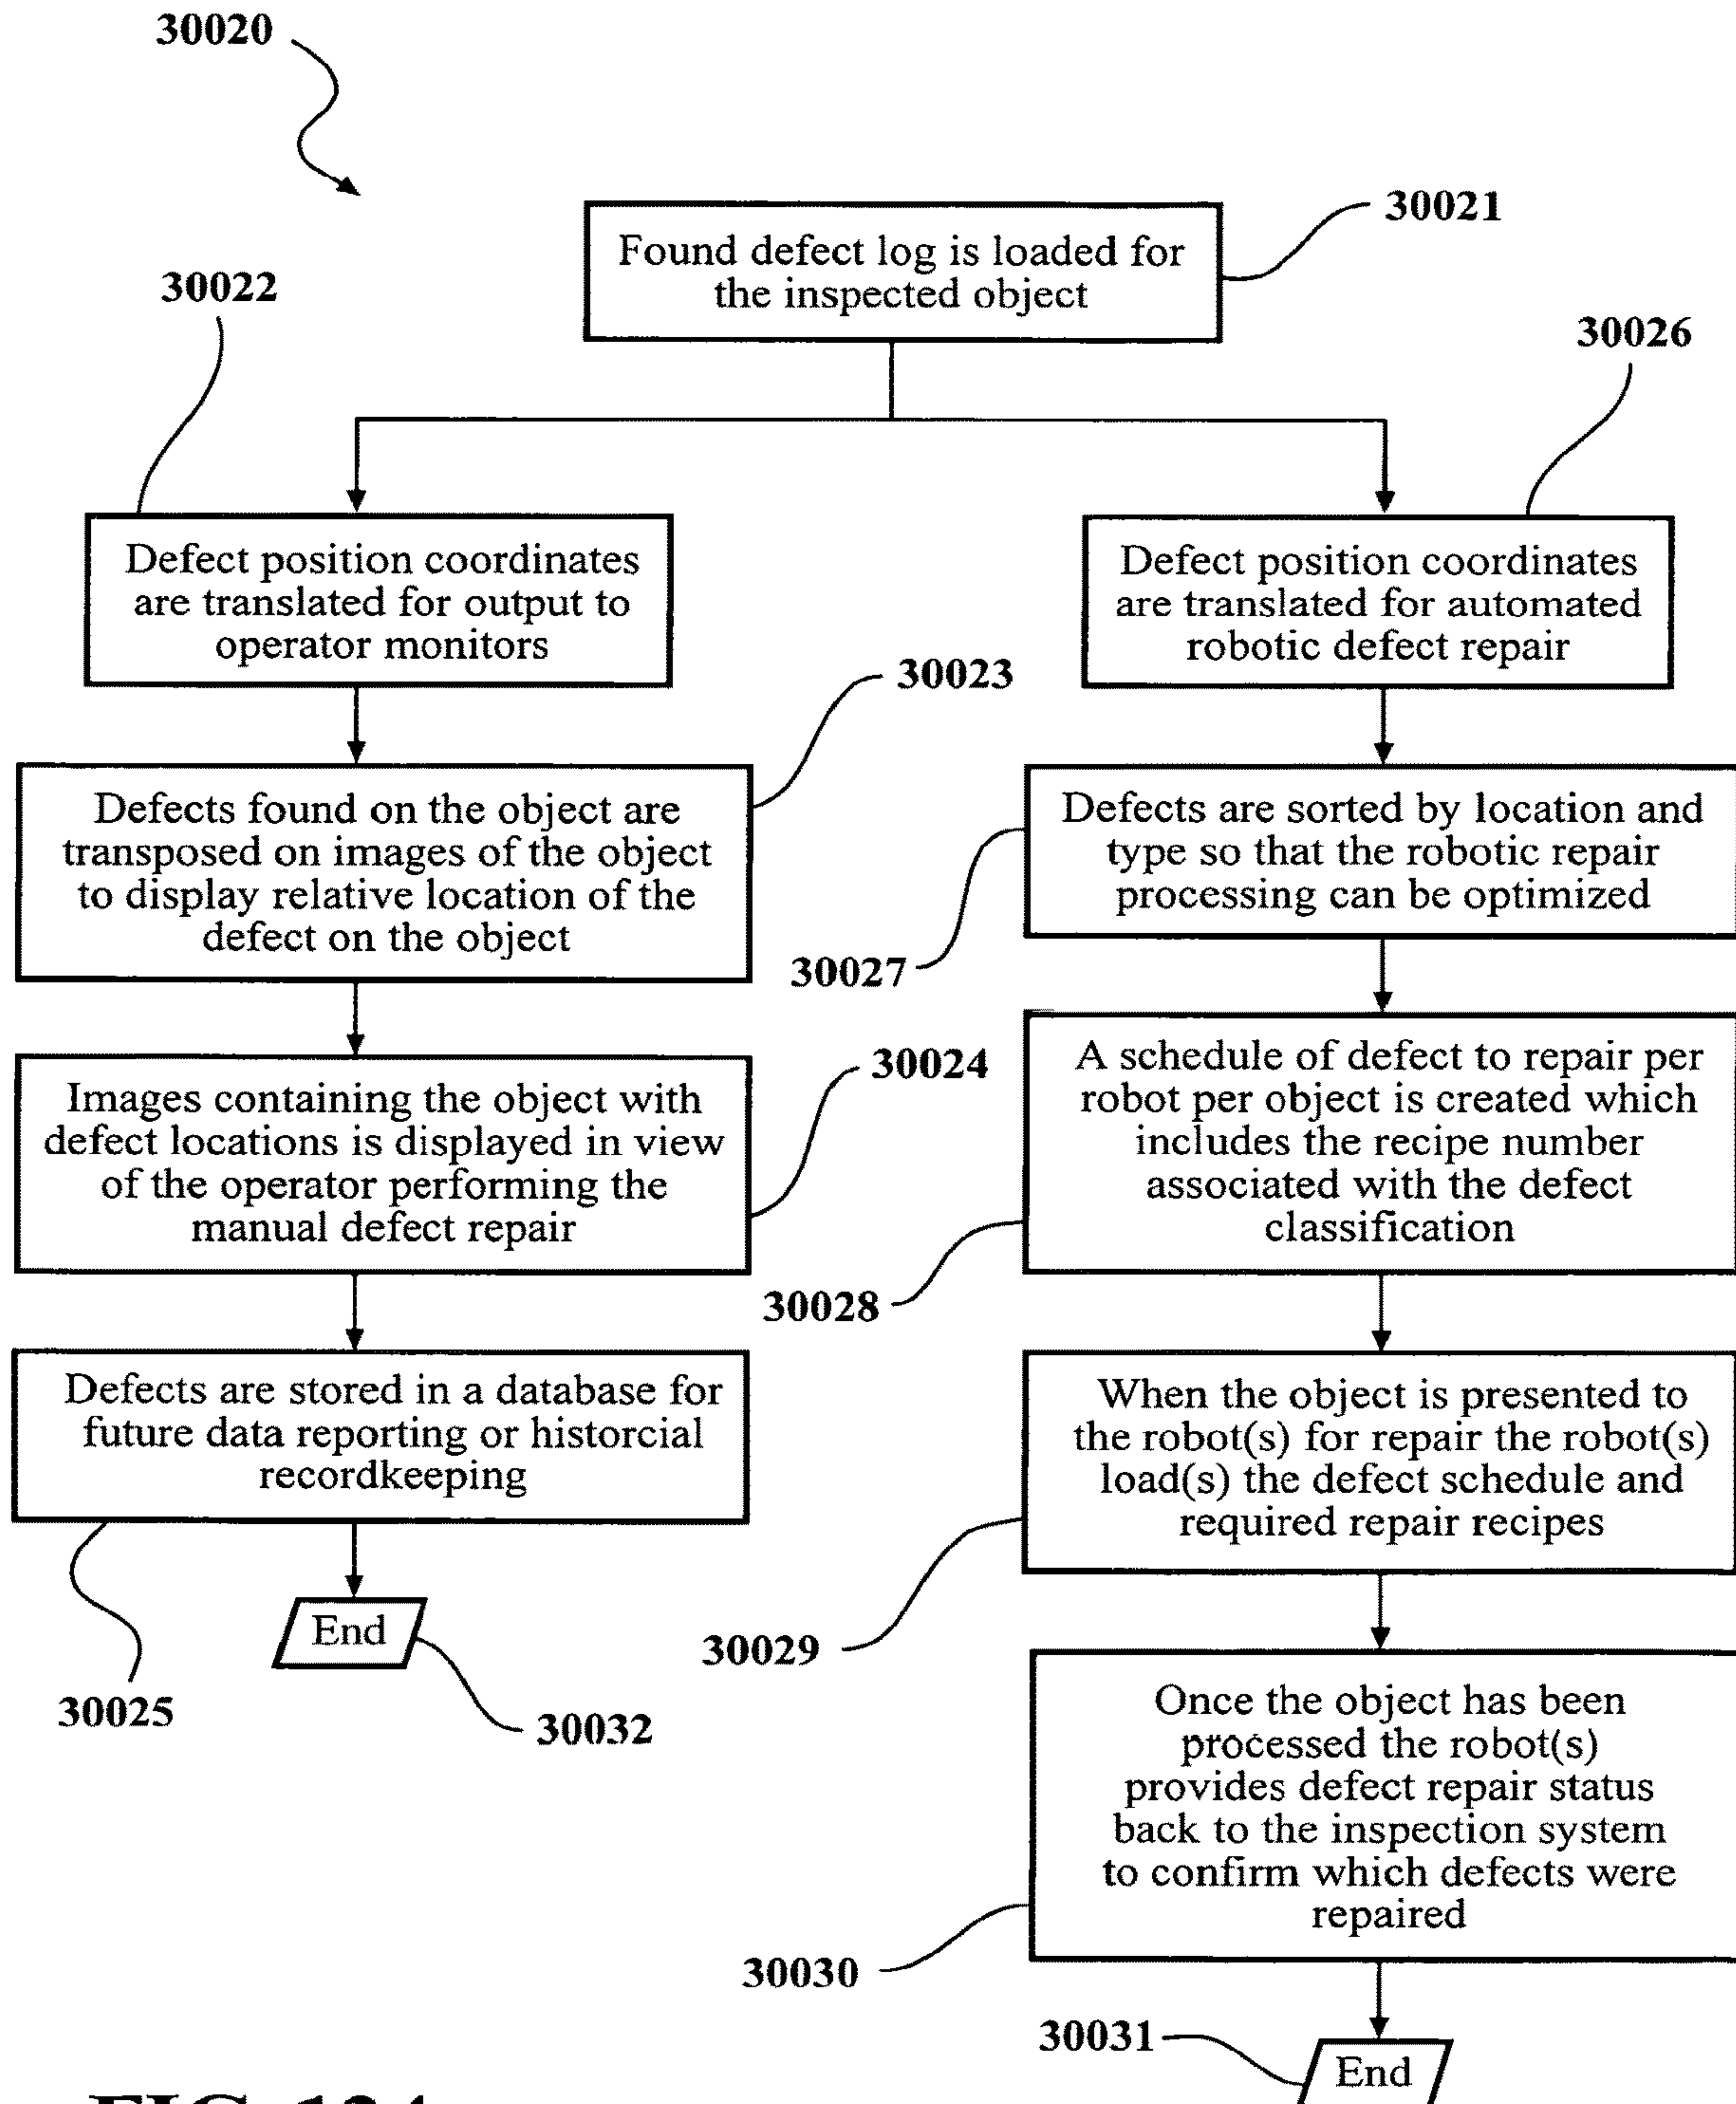 30020
30021
Found defect log is loaded for
the inspected object
30022
30026
Defect position coordinates
are translated for output to
operator monitors
Defect position coordinates
are translated for automated
robotic defect repair
30023
Defects found on the object are
transposed on images of the object
to display relative location of the
defect on the object
Defects are sorted by location and
type so that the robotic repair
processing can be optimized
30027
30024
Images containing the object with
defect locations is displayed in view
of the operator performing the
manual defect repair
A schedule of defect to repair per
robot per object is created which
includes the recipe number
associated with the defect
classification
30028
Defects are stored in a database for
future data reporting or historcial
recordkeeping
When the object is presented to
the robot(s) for repair the robot(s)
load(s) the defect schedule and
required repair recipes
End
30029
30025
30032
Once the object has been
processed the robot(s)
provides defect repair status
back to the inspection system
to confirm which defects were
repaired
30030
30031
End